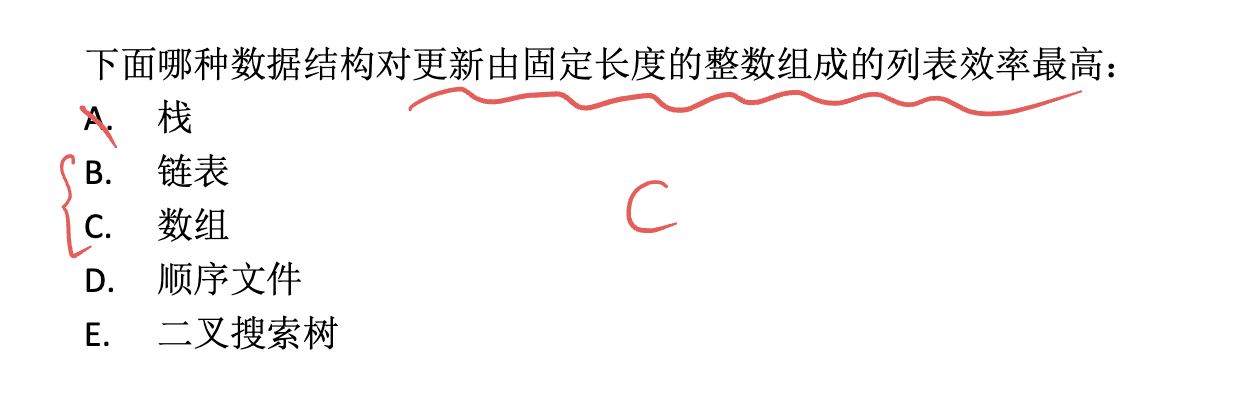 下面哪种数据结构对更新由固定长度的整数组成的列表效率最高：
A. 栈
B. 链表
C. 数组
C
D. 顺序文件
E. 二叉搜索树